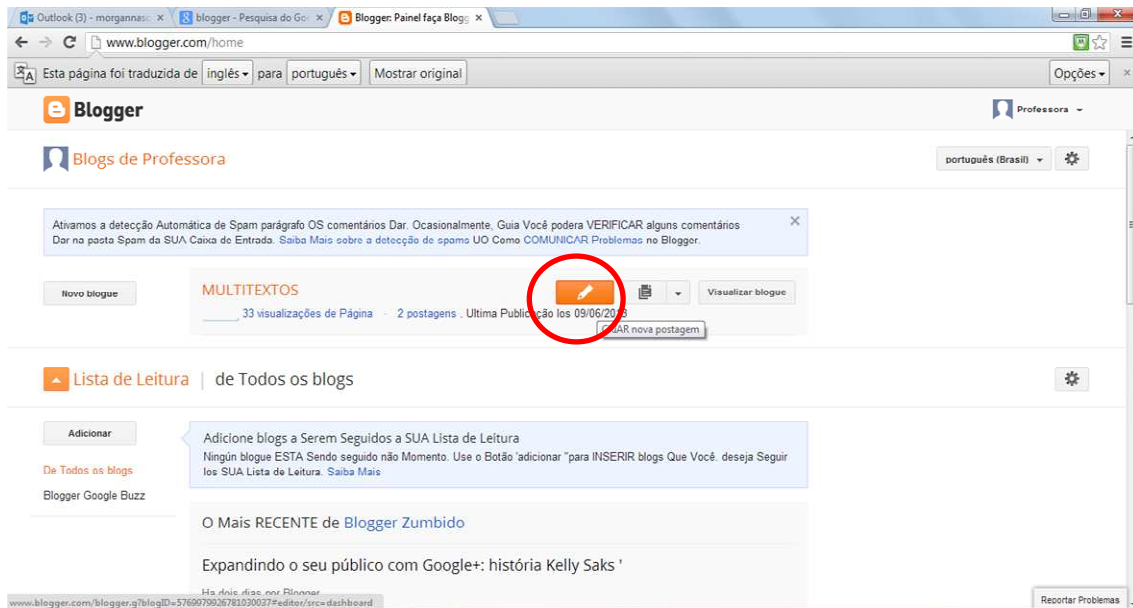 Outlook (3) - morgannasc
blogger - Pesquisa do Go
Blogger: Painel faça Blogg
www.blogger.com/home
Esta página foi traduzida de inglês para português Mostrar original Opções
Blogger Professora
Blogs de Professora português (Brasil)
Ativamos a detecção Automática de Spam parágrafo OS comentários Dar. Ocasionalmente, Guia Você podera VERIFICAR alguns comentários
Dar na pasta Spam da SUA Caixa de Entrada. Saiba Mais sobre a detecção de spams UO Como COMUNICAR Problemas no Blogger.
Novo blogue MULTITEXTOS Visualizar blogue
33 visualizações de Página - 2 postagens . Ultima Publicação los 09/06/2013
CRIAR nova postagem
Lista de Leitura | de Todos os blogs
Adicionar
De Todos os blogs
Blogger Google Buzz
Adicione blogs a Serem Seguidos a SUA Lista de Leitura
Ningún blogue ESTA Sendo seguido não Momento. Use o Botão 'adicionar "para INSERIR blogs Que Você. deseja Seguir
los SUA Lista de Leitura. Saiba Mais
O Mais RECENTE de Blogger Zumbido
Expandindo o seu público com Google+: história Kelly Saks '
Ha dois dias por Blogger
www.blogger.com/blogger.g?blogID=5769979926781030037#editor/src=dashboard
Reportar Problemas